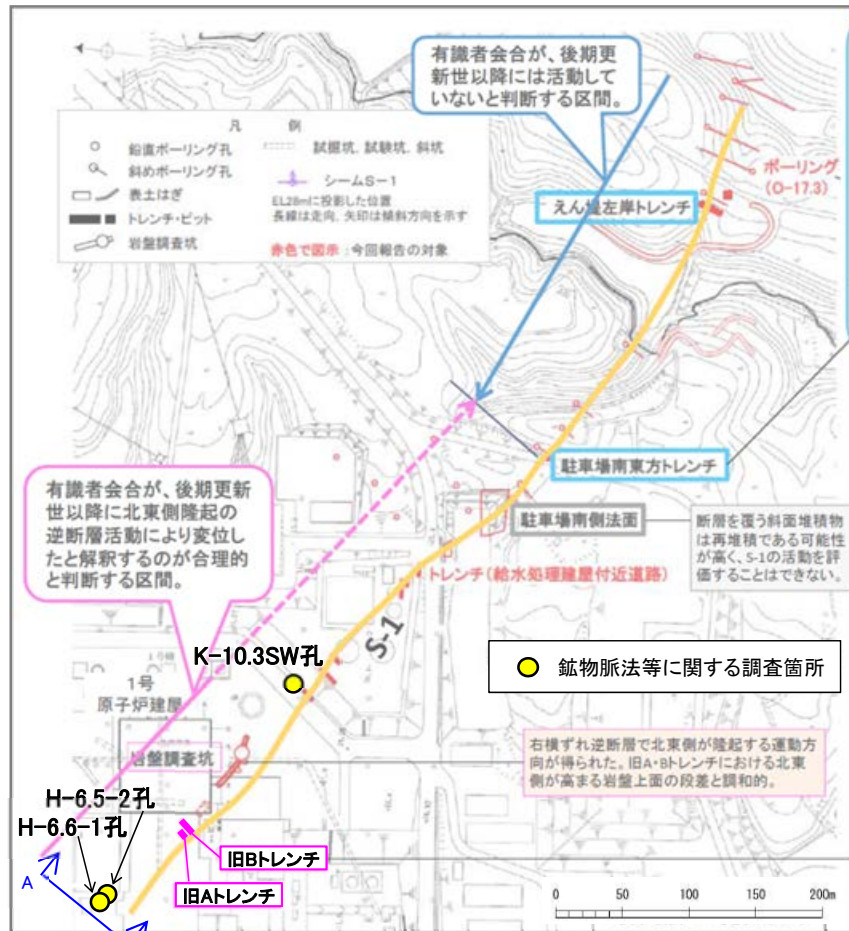 有識者会合が、後期更
新世以降には活動して
いないと判断する区間。
凡 例
鉛直ボーリング孔
斜めボーリング孔
表土はぎ
トレンチ・ピット
岩盤調査坑
試掘坑、試験坑、斜坑
シームS-1
EL28mに投影した位置
長線は走向、矢印は傾斜方向を示す
赤色で図示:今回報告の対象
ボーリング
(O-17.3)
えん堤左岸トレンチ
駐車場南東方トレンチ
駐車場南側法面
断層を覆う斜面堆積物
は再堆積である可能性
が高く、S-1の活動を評
価することはできない。
有識者会合が、後期更新
世以降に北東側隆起の
逆断層活動により変位し
たと解釈するのが合理的
と判断する区間。
トレンチ(給水処理建屋付近道路)
S-1
K-10.3SW孔
鉱物脈法等に関する調査箇所
1号
原子炉建屋
岩盤調査坑
右横ずれ逆断層で北東側が隆起する運動方
向が得られた。旧A・Bトレンチにおける北東
側が高まる岩盤上面の段差と調和的。
H-6.5-2孔
H-6.6-1孔
旧Bトレンチ
旧Aトレンチ
A
0 50 100 150 200m